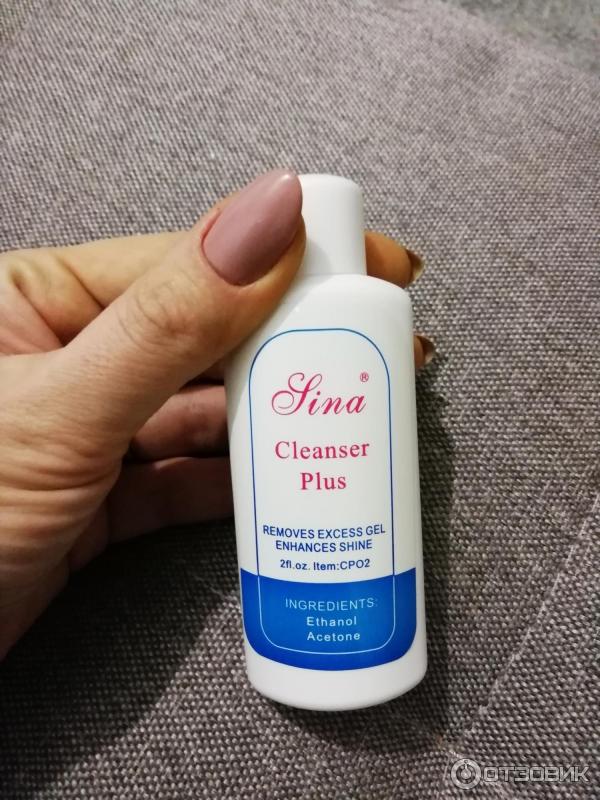 Sina ®
Cleanser
Plus
REMOVES EXCESS GEL
ENHANCES SHINE
2fl.oz. Item:CPO2
INGREDIENTS:
Ethanol
Acetone
ОТЗОВИК